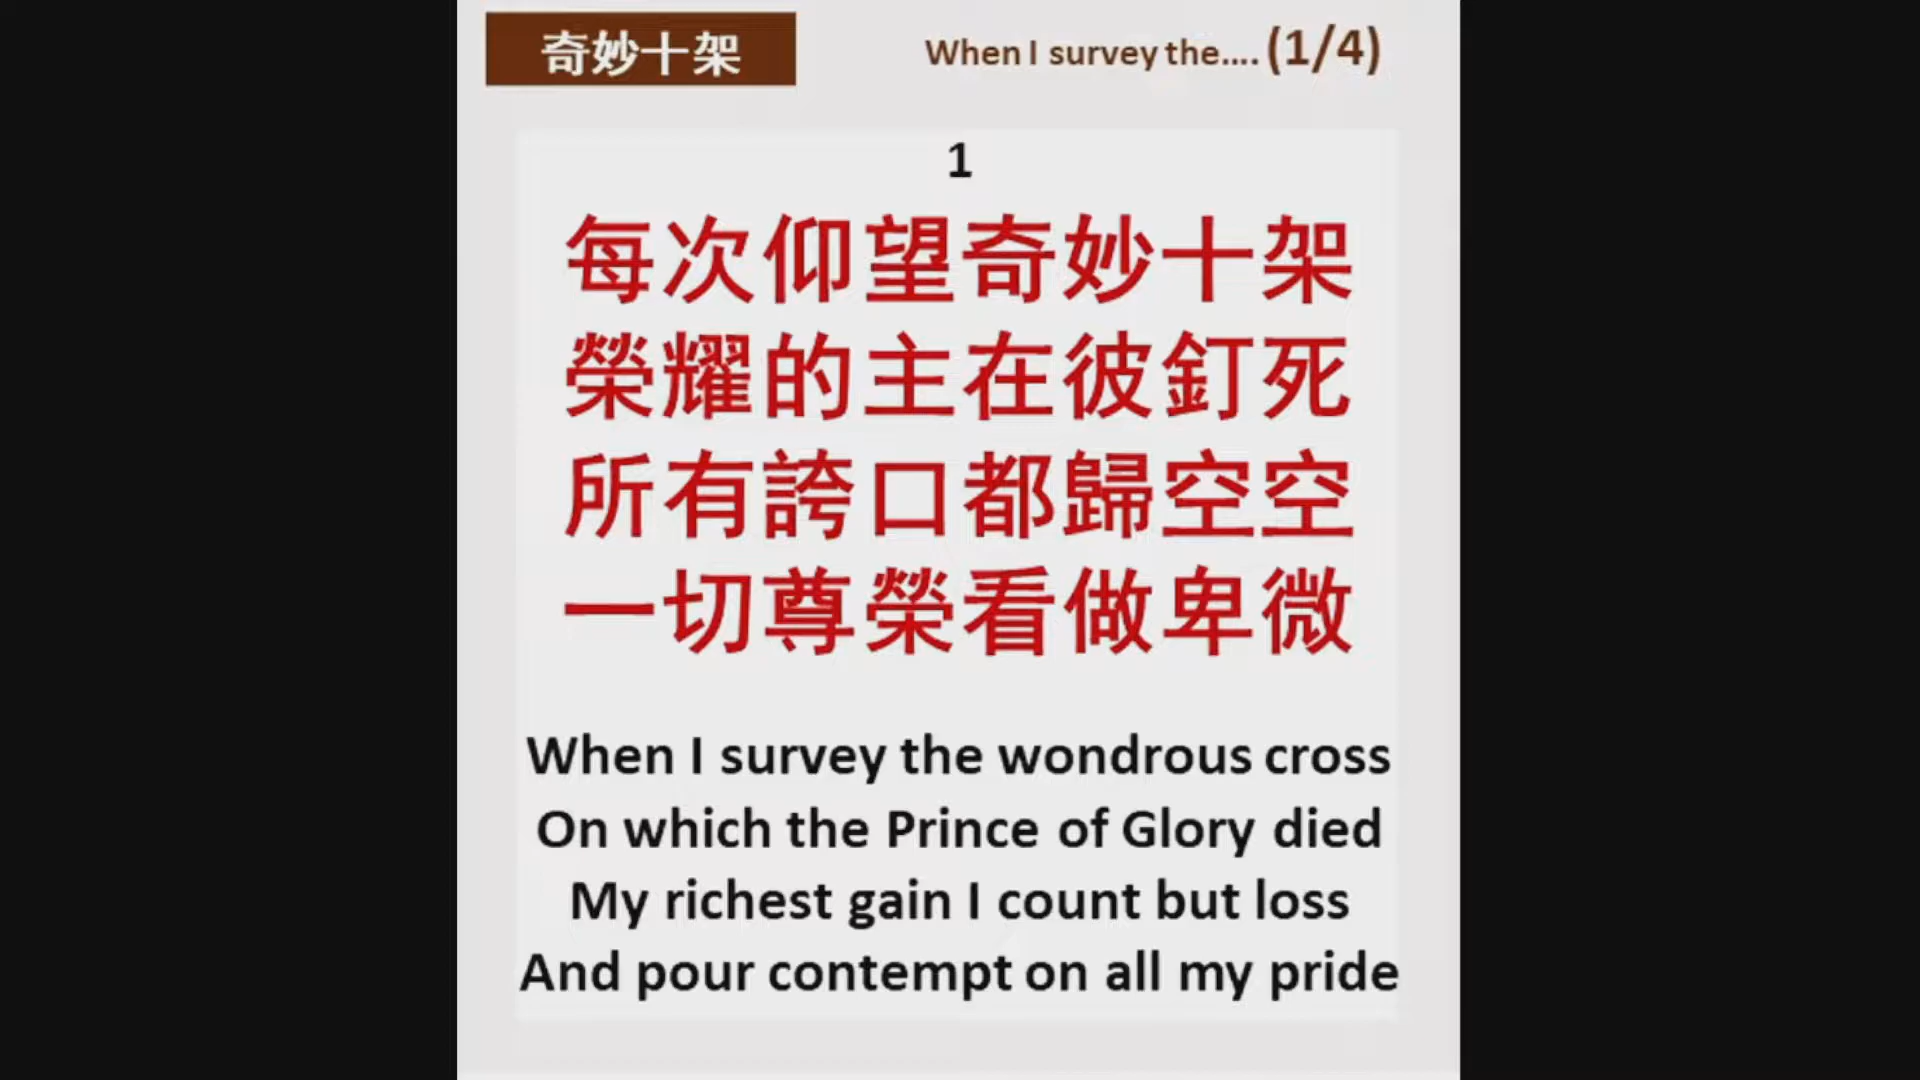 奇妙十架
When I survey the.... (1/4)
1
每次仰望奇妙十架
榮耀的主在彼釘死
所有誇口都歸空空
一切尊榮看做卑微
When I survey the wondrous cross
On which the Prince of Glory died
My richest gain I count but loss
And pour contempt on all my pride